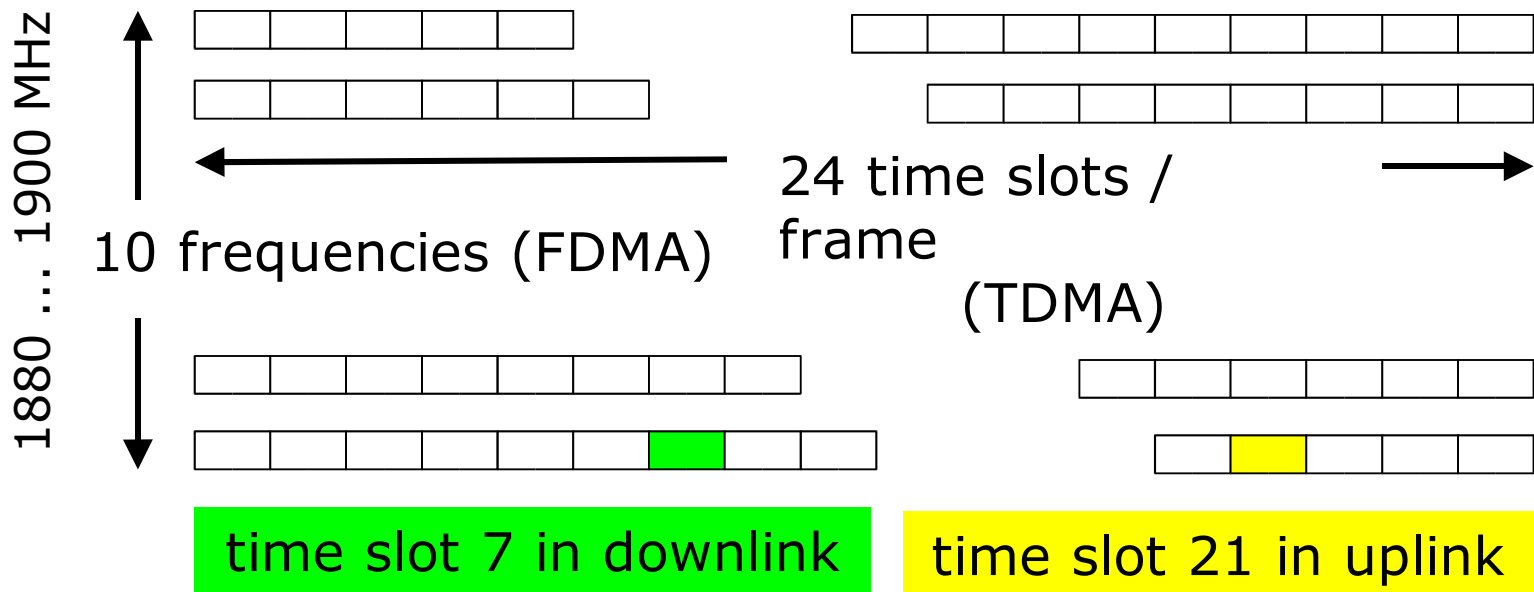 1880 ... 1900 MHz
24 time slots /
frame
10 frequencies (FDMA)
(TDMA)
time slot 7 in downlink
time slot 21 in uplink